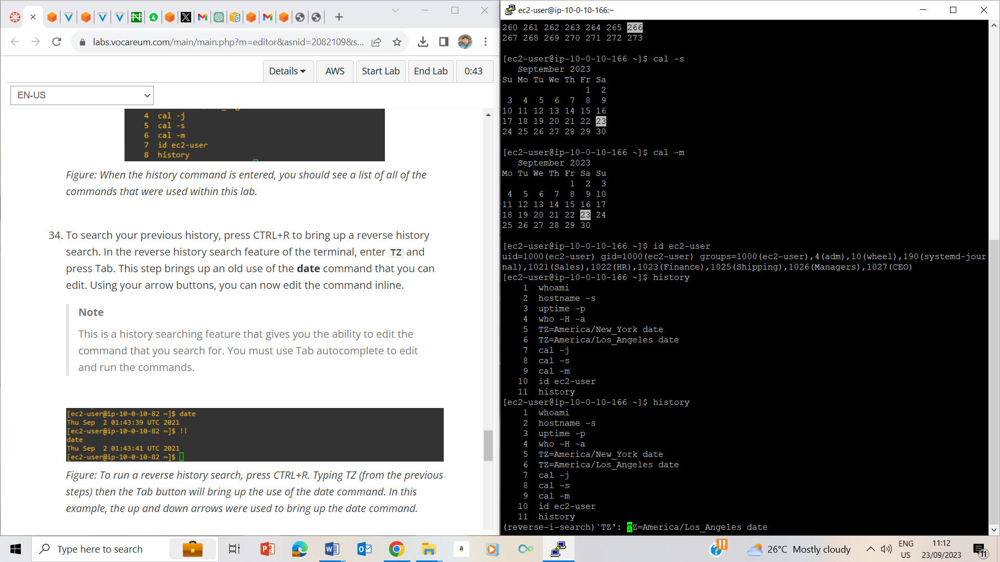 labs.vocareum.com/main/main.php?m=editor&asnid=2082109&s...
Details
AWS
Start Lab
End Lab
0:43
EN-US
4 cal -j
5 cal -s
6 cal -m
7 id ec2-user
8 history
Figure: When the history command is entered, you should see a list of all of the
commands that were used within this lab.
34. To search your previous history, press CTRL+R to bring up a reverse history
search. In the reverse history search feature of the terminal, enter TZ and
press Tab. This step brings up an old use of the date command that you can
edit. Using your arrow buttons, you can now edit the command inline.
Note
This is a history searching feature that gives you the ability to edit the
command that you search for. You must use Tab autocomplete to edit
and run the commands.
[ec2-user@ip-10-0-10-82 ~]$ date
Thu Sep  2 01:43:39 UTC 2021
[ec2-user@ip-10-0-10-82 ~]$ !!
date
Thu Sep  2 01:43:41 UTC 2021
[ec2-user@ip-10-0-10-82 ~]$
Figure: To run a reverse history search, press CTRL+R. Typing TZ (from the previous
steps) then the Tab button will bring up the use of the date command. In this
example, the up and down arrows were used to bring up the date command.
ec2-user@ip-10-0-10-166:~
260 261 262 263 264 265 266
267 268 269 270 271 272 273
[ec2-user@ip-10-0-10-166 ~]$ cal -s
September 2023
Su Mo Tu We Th Fr Sa
1 2
3 4 5 6 7 8 9
10 11 12 13 14 15 16
17 18 19 20 21 22 23
24 25 26 27 28 29 30
[ec2-user@ip-10-0-10-166 ~]$ cal -m
September 2023
Mo Tu We Th Fr Sa Su
1 2 3
4 5 6 7 8 9 10
11 12 13 14 15 16 17
18 19 20 21 22 23 24
25 26 27 28 29 30
[ec2-user@ip-10-0-10-166 ~]$ id ec2-user
uid=1000(ec2-user) gid=1000(ec2-user) groups=1000(ec2-user),4(adm),10(wheel),190(systemd-jour
nal),1021(Sales),1022(HR),1023(Finance),1025(Shipping),1026(Managers),1027(CEO)
[ec2-user@ip-10-0-10-166 ~]$ history
1 whoami
2 hostname -s
3 uptime -p
4 who -H -a
5 TZ=America/New_York date
6 TZ=America/Los_Angeles date
7 cal -j
8 cal -s
9 cal -m
10 id ec2-user
11 history
[ec2-user@ip-10-0-10-166 ~]$ history
1 whoami
2 hostname -s
3 uptime -p
4 who -H -a
5 TZ=America/New_York date
6 TZ=America/Los_Angeles date
7 cal -j
8 cal -s
9 cal -m
10 id ec2-user
11 history
(reverse-i-search)`TZ': TZ=America/Los_Angeles date
Type here to search
26°C Mostly cloudy
ENG
US
11:12
23/09/2023
11